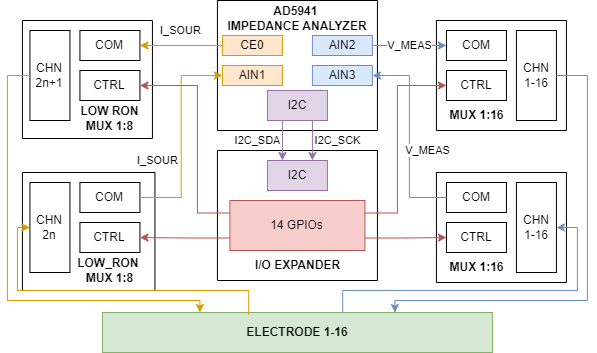 I_SOUR
AD5941
IMPEDANCE ANALYZER
CHN
2n+1
COM
CTRL
LOW RON
MUX 1:8
CE0
AIN2
AIN1
AIN3
I2C
V_MEAS
COM
CTRL
CHN
1-16
MUX 1:16
I2C_SDA
I2C_SCK
I_SOUR
V_MEAS
CHN
2n
COM
CTRL
LOW_RON
MUX 1:8
I2C
14 GPIOs
I/O EXPANDER
COM
CTRL
CHN
1-16
MUX 1:16
ELECTRODE 1-16